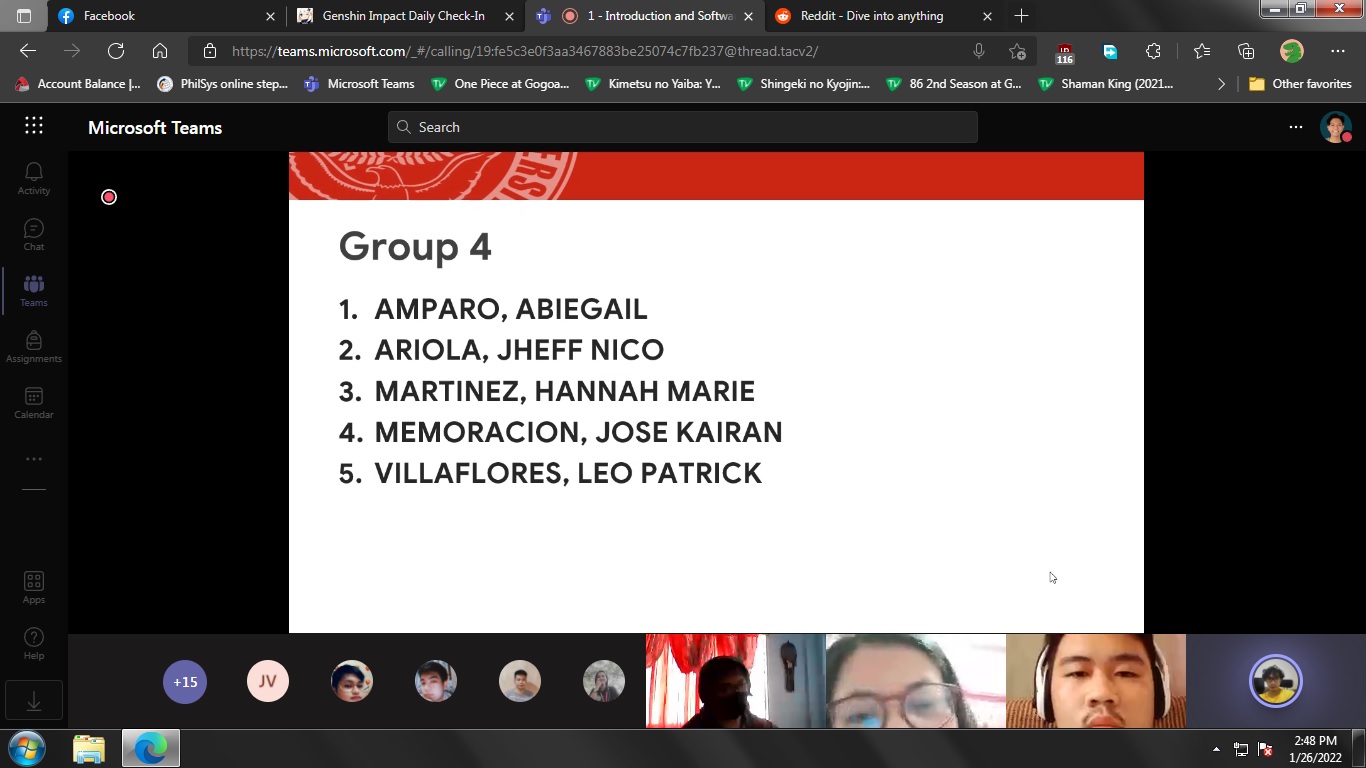 Facebook
Genshin Impact Daily Check-In
1 - Introduction and Softwa
Reddit - Dive into anything
https://teams.microsoft.com/_#/calling/19:fe5c3e0f3aa3467883be25074c7fb237@thread.tacv2/
116
Account Balance |...
PhilSys online step...
Microsoft Teams
One Piece at Gogoa...
Kimetsu no Yaiba: Y...
Shingeki no Kyojin:...
86 2nd Season at G...
Shaman King (2021...
Other favorites
Microsoft Teams
Search
Activity
Chat
Teams
Assignments
Calendar
Apps
Help
ERSI
Group 4
1. AMPARO, ABIEGAIL
2. ARIOLA, JHEFF NICO
3. MARTINEZ, HANNAH MARIE
4. MEMORACION, JOSE KAIRAN
5. VILLAFLORES, LEO PATRICK
+15
JV
2:48 PM
1/26/2022